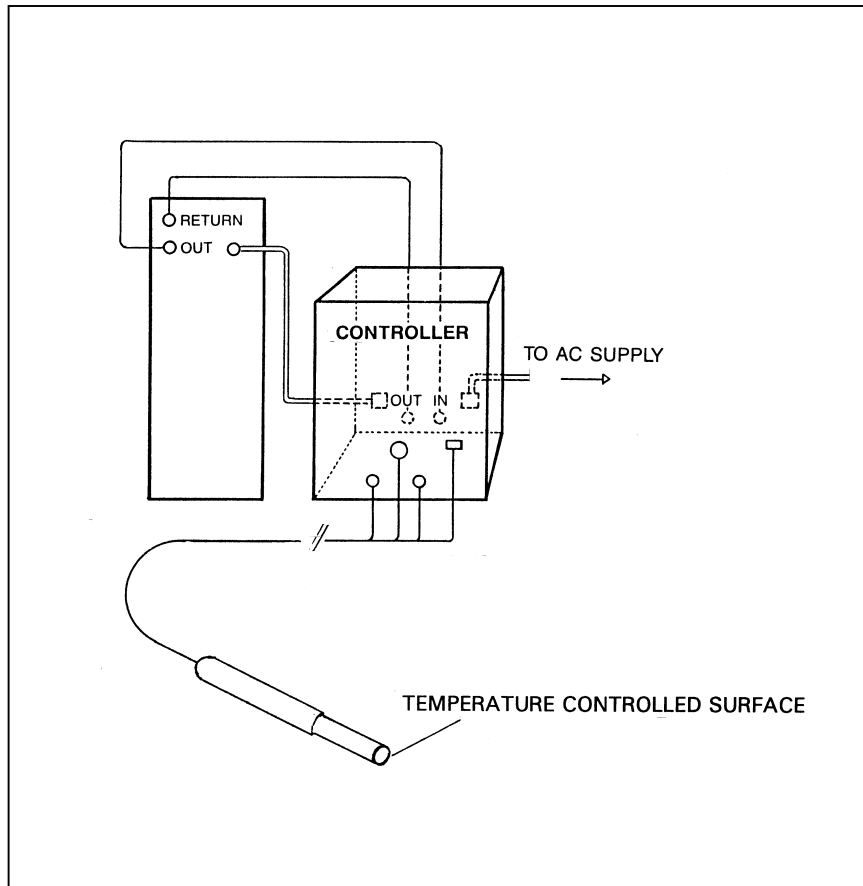 RETURN
OUT
CONTROLLER
TO AC SUPPLY
OUT IN
TEMPERATURE CONTROLLED SURFACE